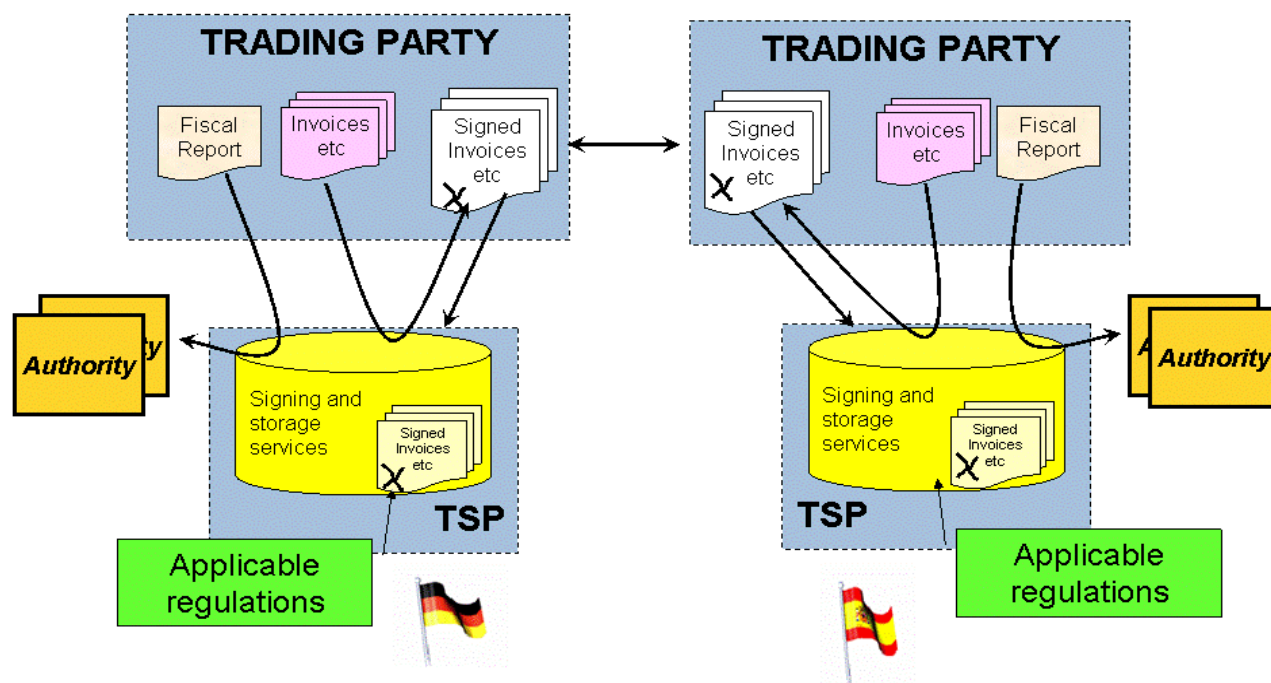 TRADING PARTY
Fiscal
Report
Invoices
etc
Signed
Invoices
etc
TRADING PARTY
Signed
Invoices
etc
Invoices
etc
Fiscal
Report
Authority
Signing and
storage
services
Signed
Invoices
etc
TSP
Applicable
regulations
Signing and
storage
services
Signed
Invoices
etc
TSP
Applicable
regulations
Authority